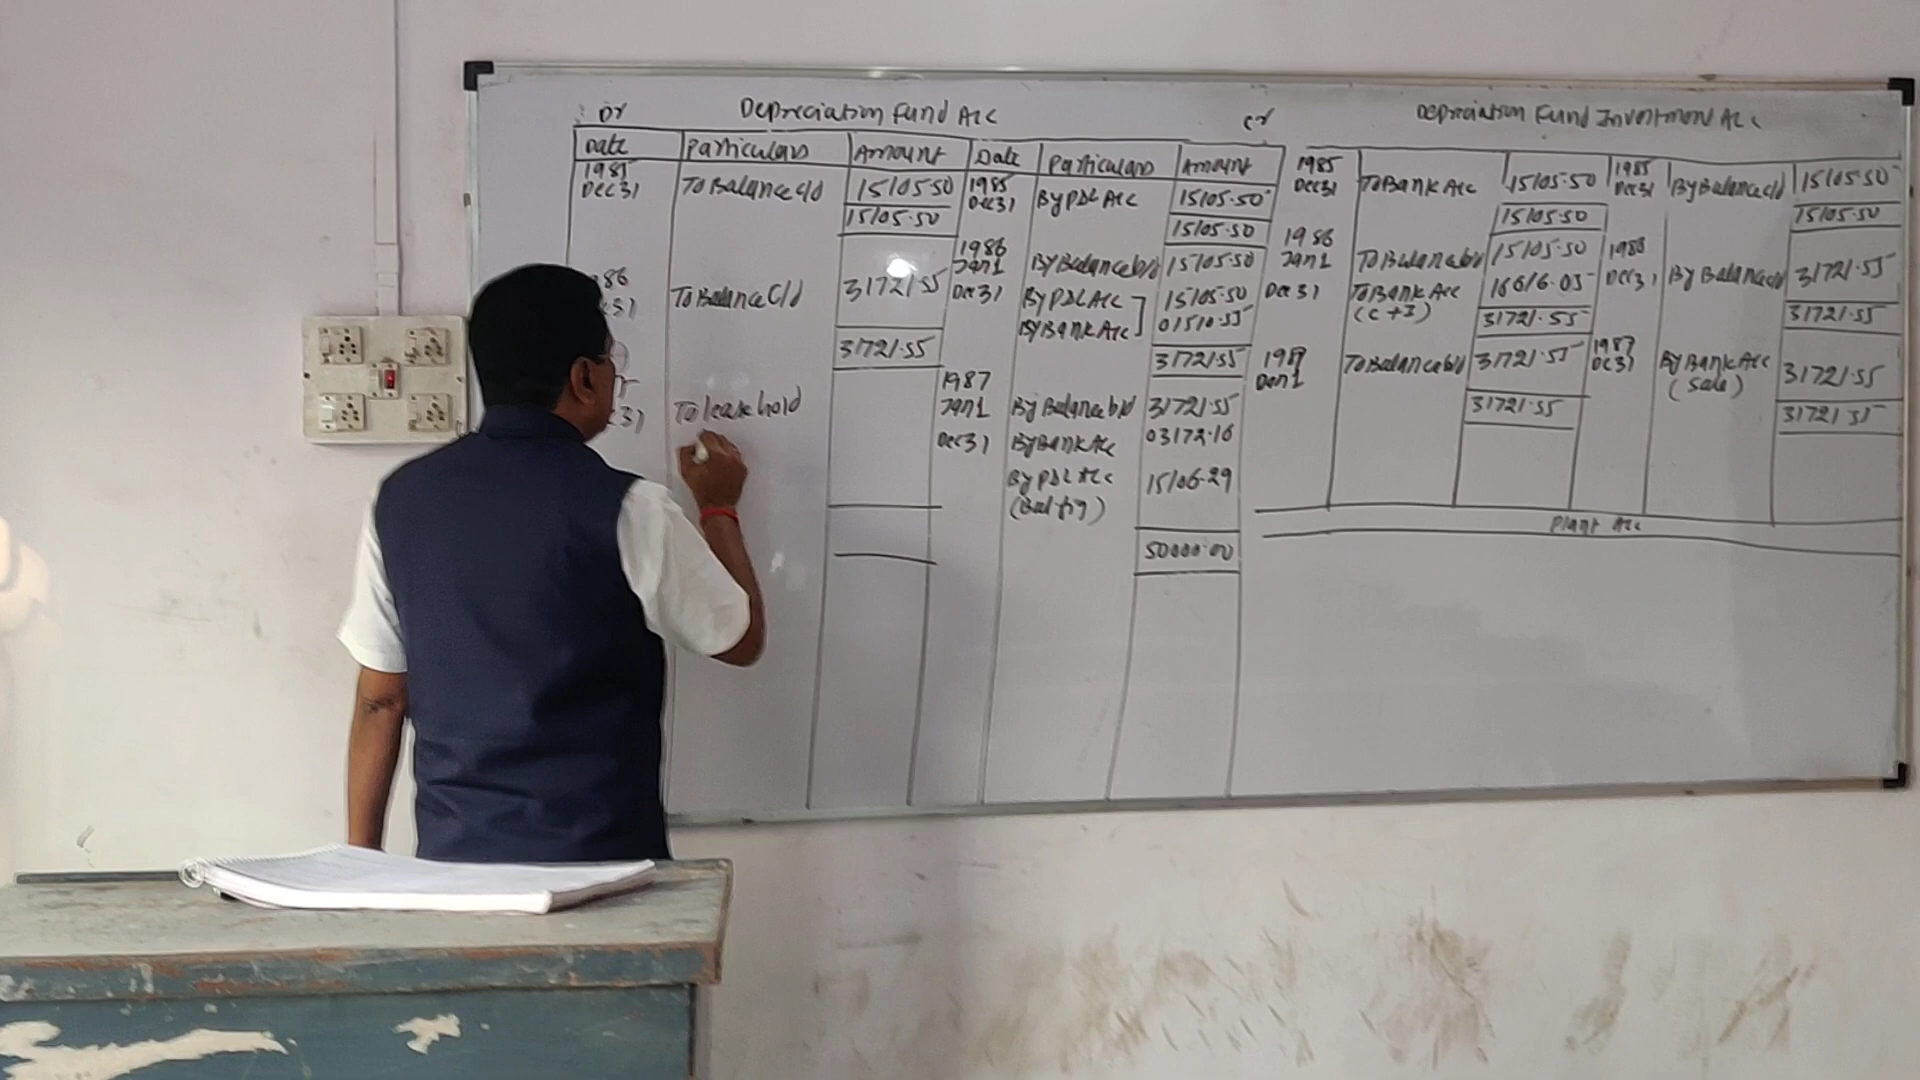 Dr Depreciation Fund A/c Cr
Date Particulars Amount Date Particulars Amount
1985 Dec 31 To Balance c/d 15105.50 1985 Dec 31 By P&L A/c 15105.50
15105.50 15105.50
1986 Jan 1 By Balance b/d 15105.50
86 31 To Balance C/d 31721.55 Dec 31 By P&L A/c 15105.50
By Bank A/c 01510.55
31721.55 31721.55
1987 Jan 1 By Balance b/d 31721.55
31 To lease hold Dec 31 By Bank A/c 03172.16
By P&L A/c 15106.29
(Bal fig)
50000.00
Depreciation Fund Investment A/c
1985 Dec 31 To Bank A/c 15105.50 1985 Dec 31 By Balance c/d 15105.50
15105.50 15105.50
1986 Jan 1 To Balance b/d 15105.50 1986 Dec 31 By Balance c/d 31721.55
Dec 31 To Bank A/c 16616.05
(C+I) 31721.55 31721.55
1987 Jan 1 To Balance b/d 31721.55 1987 Dec 31 By Bank A/c 31721.55
(Sale)
31721.55 31721.55
Plant A/c